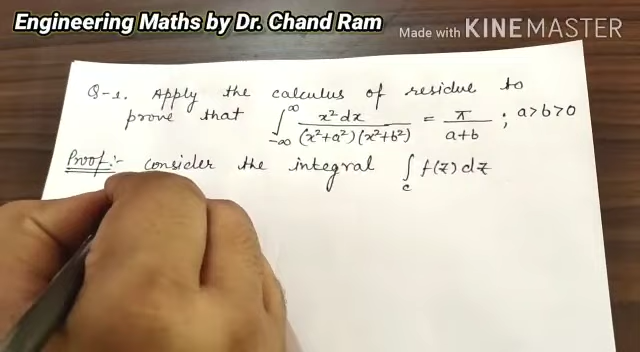 Engineering Maths by Dr. Chand Ram
Made with KINEMASTER
Q-1. Apply the calculus of residue to
prove that ∫_{-∞}^{∞} x²dx / (x²+a²)(x²+b²) = π / a+b ; a>b>0
Proof:- Consider the integral ∫_c f(z) dz